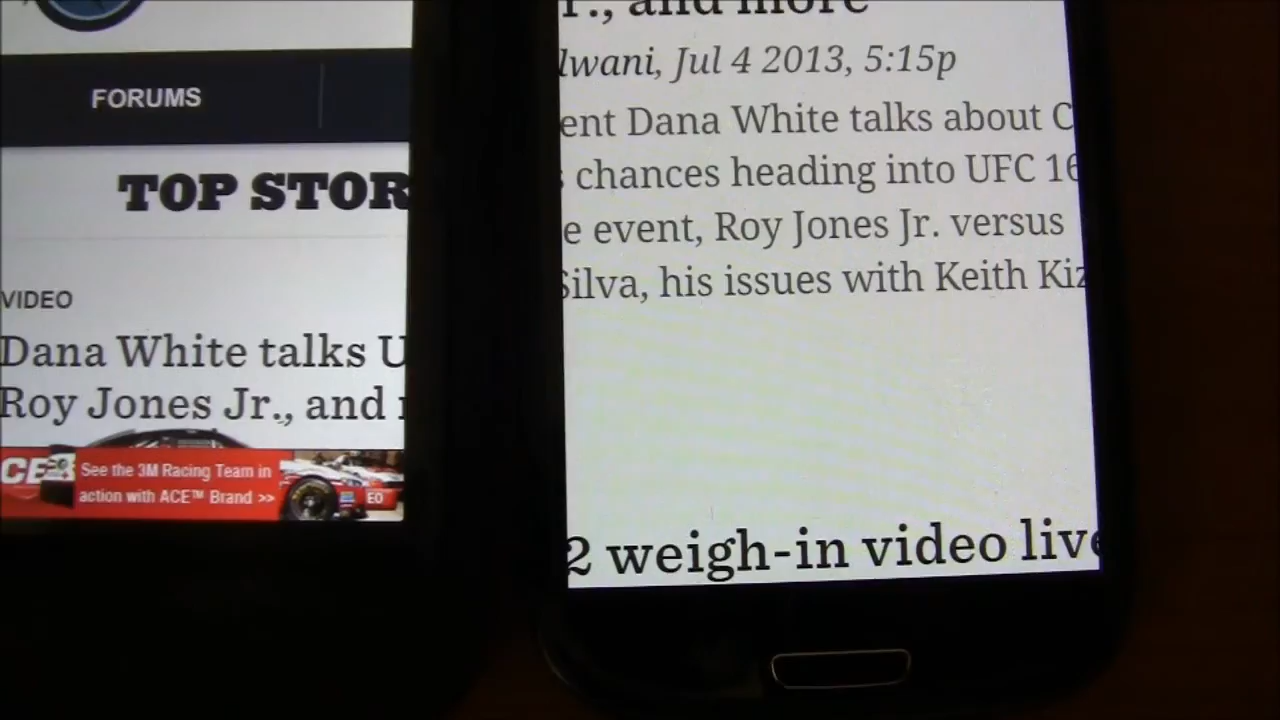 FORUMS
TOP STOR
VIDEO
Dana White talks U
Roy Jones Jr., and
CE
See the 3M Racing Team in
action with ACE™ Brand >>
EO
r., and more
lwani, Jul 4 2013, 5:15p
ent Dana White talks about C
chances heading into UFC 16
e event, Roy Jones Jr. versus
Silva, his issues with Keith Kiz
2 weigh-in video live